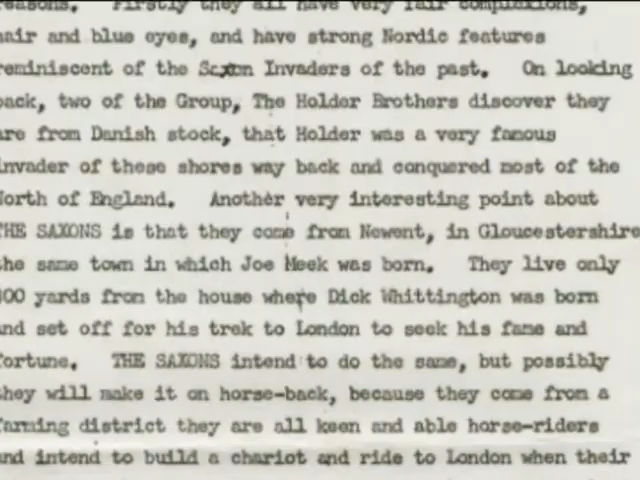 reasons. Firstly they all have very fair complexions,
hair and blue eyes, and have strong Nordic features
reminiscent of the Saxon Invaders of the past. On looking
back, two of the Group, The Holder Brothers discover they
are from Danish stock, that Holder was a very famous
invader of these shores way back and conquered most of the
North of England. Another very interesting point about
THE SAXONS is that they come from Newent, in Gloucestershire
the same town in which Joe Meek was born. They live only
00 yards from the house where Dick Whittington was born
and set off for his trek to London to seek his fame and
fortune. THE SAXONS intend to do the same, but possibly
they will make it on horse-back, because they come from a
farming district they are all keen and able horse-riders
and intend to build a chariot and ride to London when their